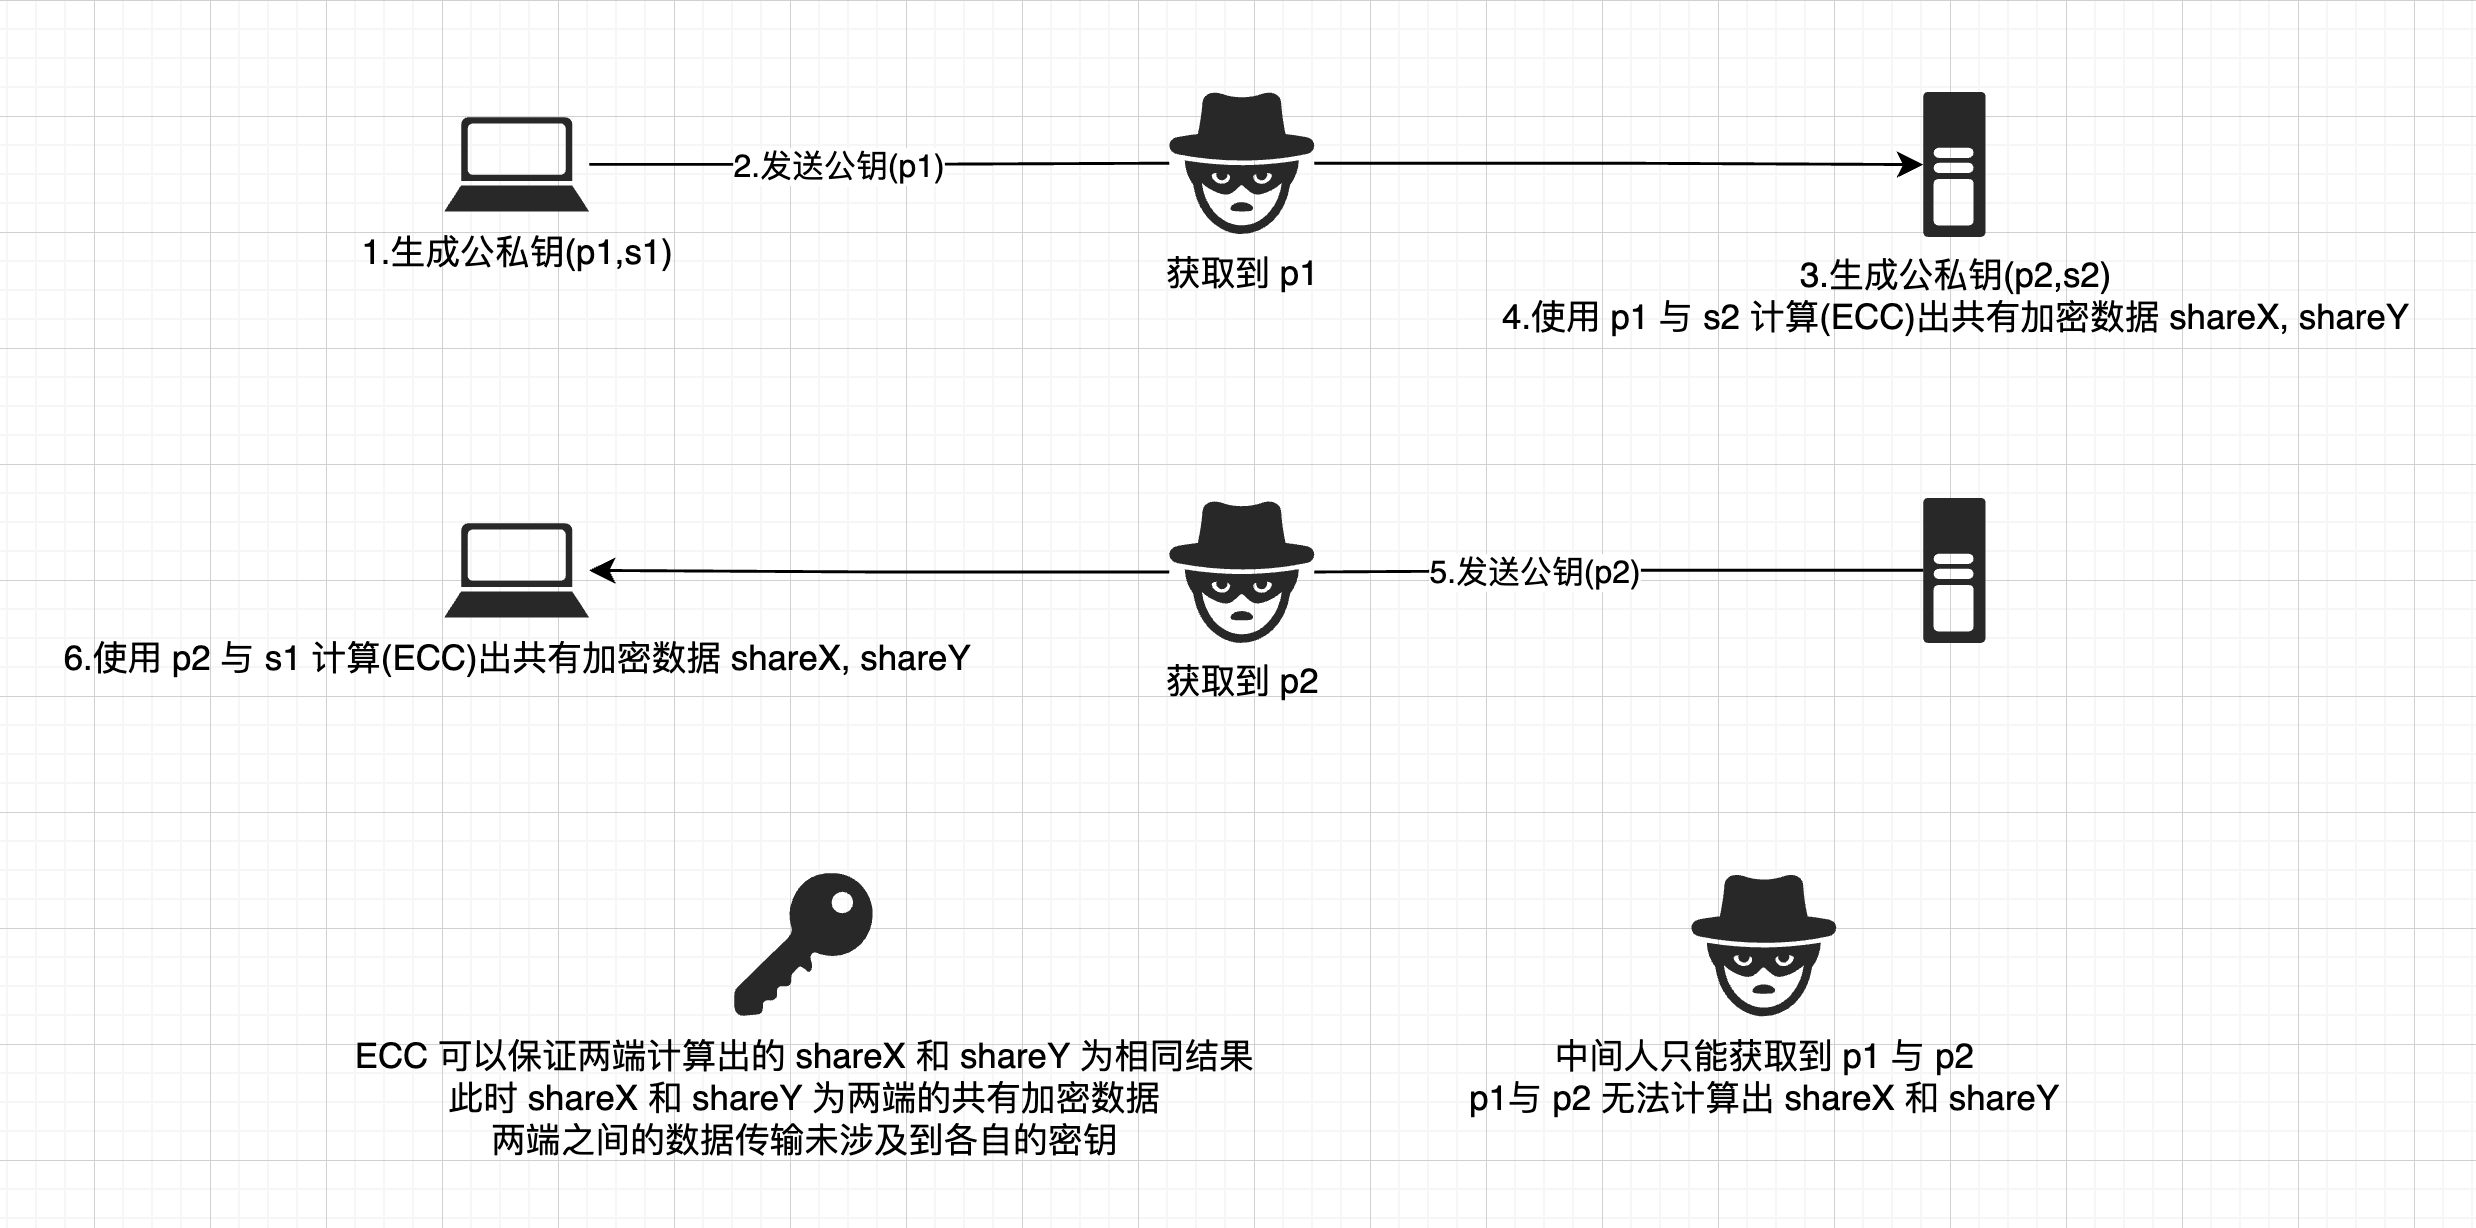 2.发送公钥(p1)
1.生成公私钥(p1,s1)
获取到 p1
3.生成公私钥(p2,s2)
4.使用 p1 与 s2 计算(ECC)出共有加密数据 shareX, shareY
5.发送公钥(p2)
6.使用 p2 与 s1 计算(ECC)出共有加密数据 shareX, shareY
获取到 p2
ECC 可以保证两端计算出的 shareX 和 shareY 为相同结果
此时 shareX 和 shareY 为两端的共有加密数据
两端之间的数据传输未涉及到各自的密钥
中间人只能获取到 p1 与 p2
p1与 p2 无法计算出 shareX 和 shareY